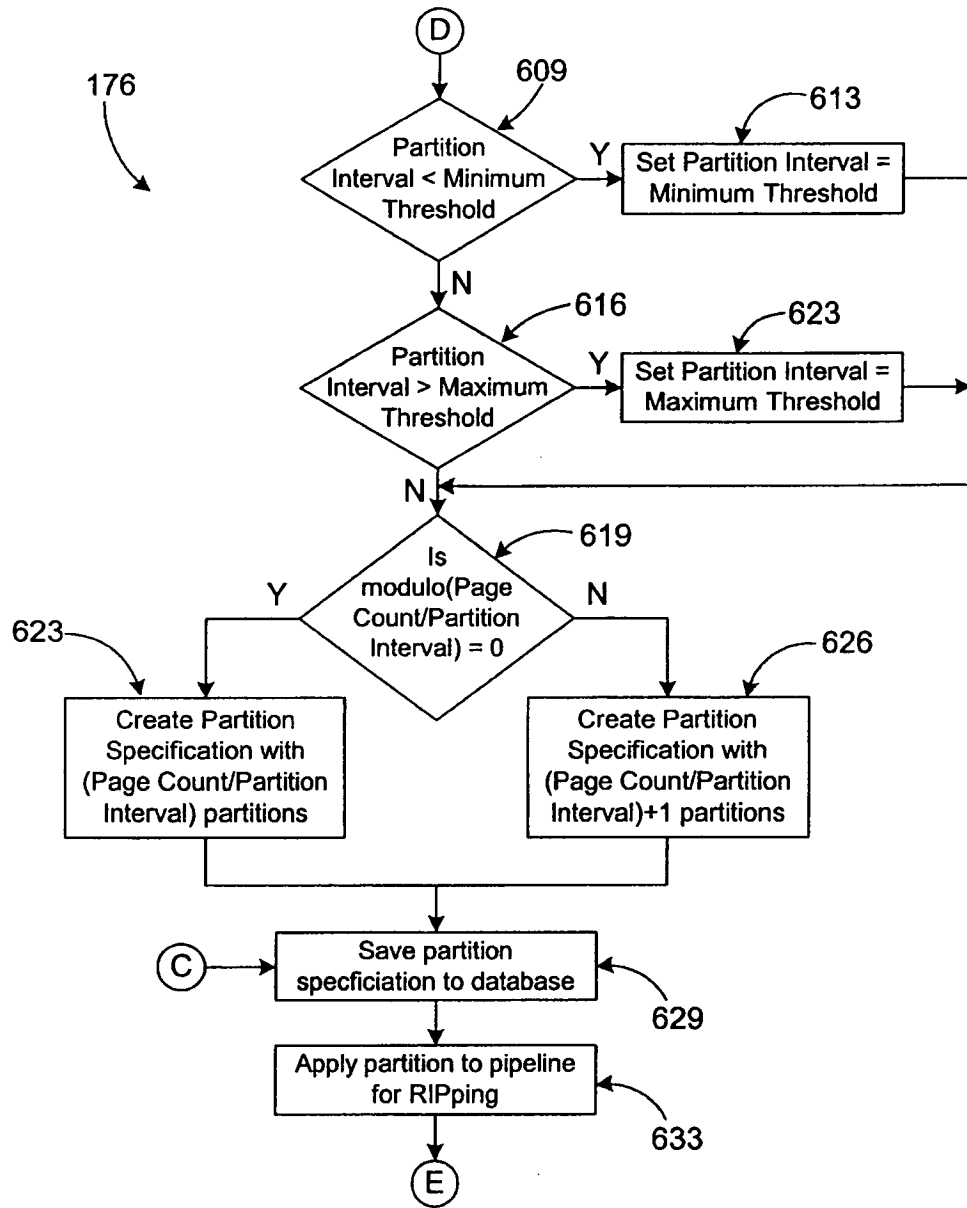 D
176
609
613
Partition
Interval < Minimum
Threshold
Y
Set Partition Interval =
Minimum Threshold
N
616
623
Partition
Interval > Maximum
Threshold
Y
Set Partition Interval =
Maximum Threshold
N
619
Is
modulo(Page
Count/Partition
Interval) = 0
Y
N
623
626
Create Partition
Specification with
(Page Count/Partition
Interval) partitions
Create Partition
Specification with
(Page Count/Partition
Interval)+1 partitions
C
Save partition
specficiation to database
629
Apply partition to pipeline
for RIPping
633
E